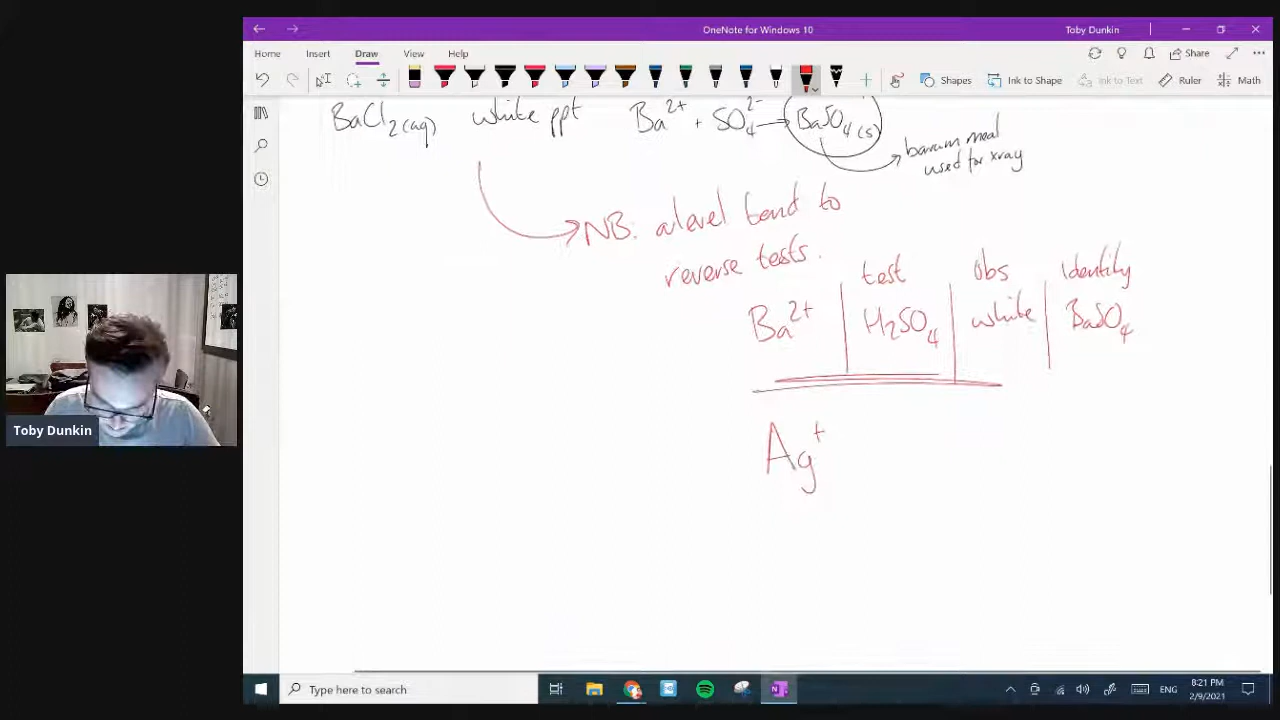 OneNote for Windows 10
Toby Dunkin
Home Insert Draw View Help
Share
Shapes Ink to Shape Ink to Text Ruler Math
BaCl2(aq) white ppt Ba2+ + SO42- → BaSO4(s)
barium meal
used for xray
NB: a level tend to
reverse tests.
test obs identity
Ba2+ H2SO4 white BaSO4
Ag+
Toby Dunkin
Type here to search
ENG
8:21 PM
2/9/2021